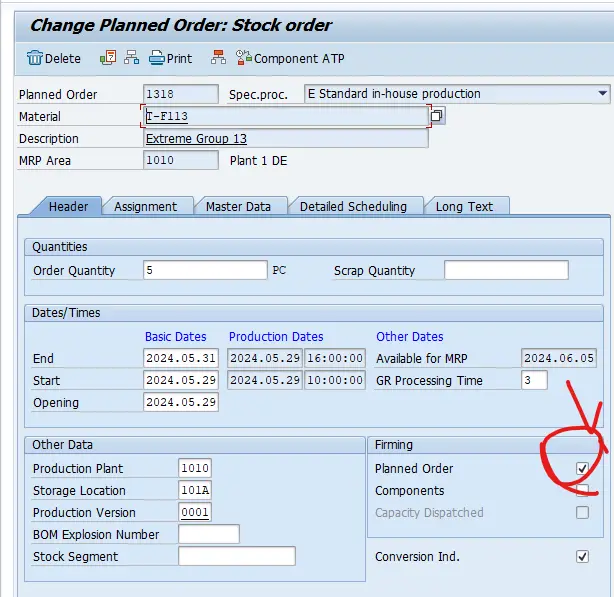 Change Planned Order: Stock order
Delete Print Component ATP
Planned Order 1318 Spec.proc. E Standard in-house production
Material T-F113
Description Extreme Group 13
MRP Area 1010 Plant 1 DE
Header Assignment Master Data Detailed Scheduling Long Text
Quantities
Order Quantity 5 PC Scrap Quantity
Dates/Times
Basic Dates Production Dates Other Dates
End 2024.05.31 2024.05.29 16:00:00 Available for MRP 2024.06.05
Start 2024.05.29 2024.05.29 10:00:00 GR Processing Time 3
Opening 2024.05.29
Other Data Firming
Production Plant 1010 Planned Order
Storage Location 101A Components
Production Version 0001 Capacity Dispatched
BOM Explosion Number
Stock Segment Conversion Ind.